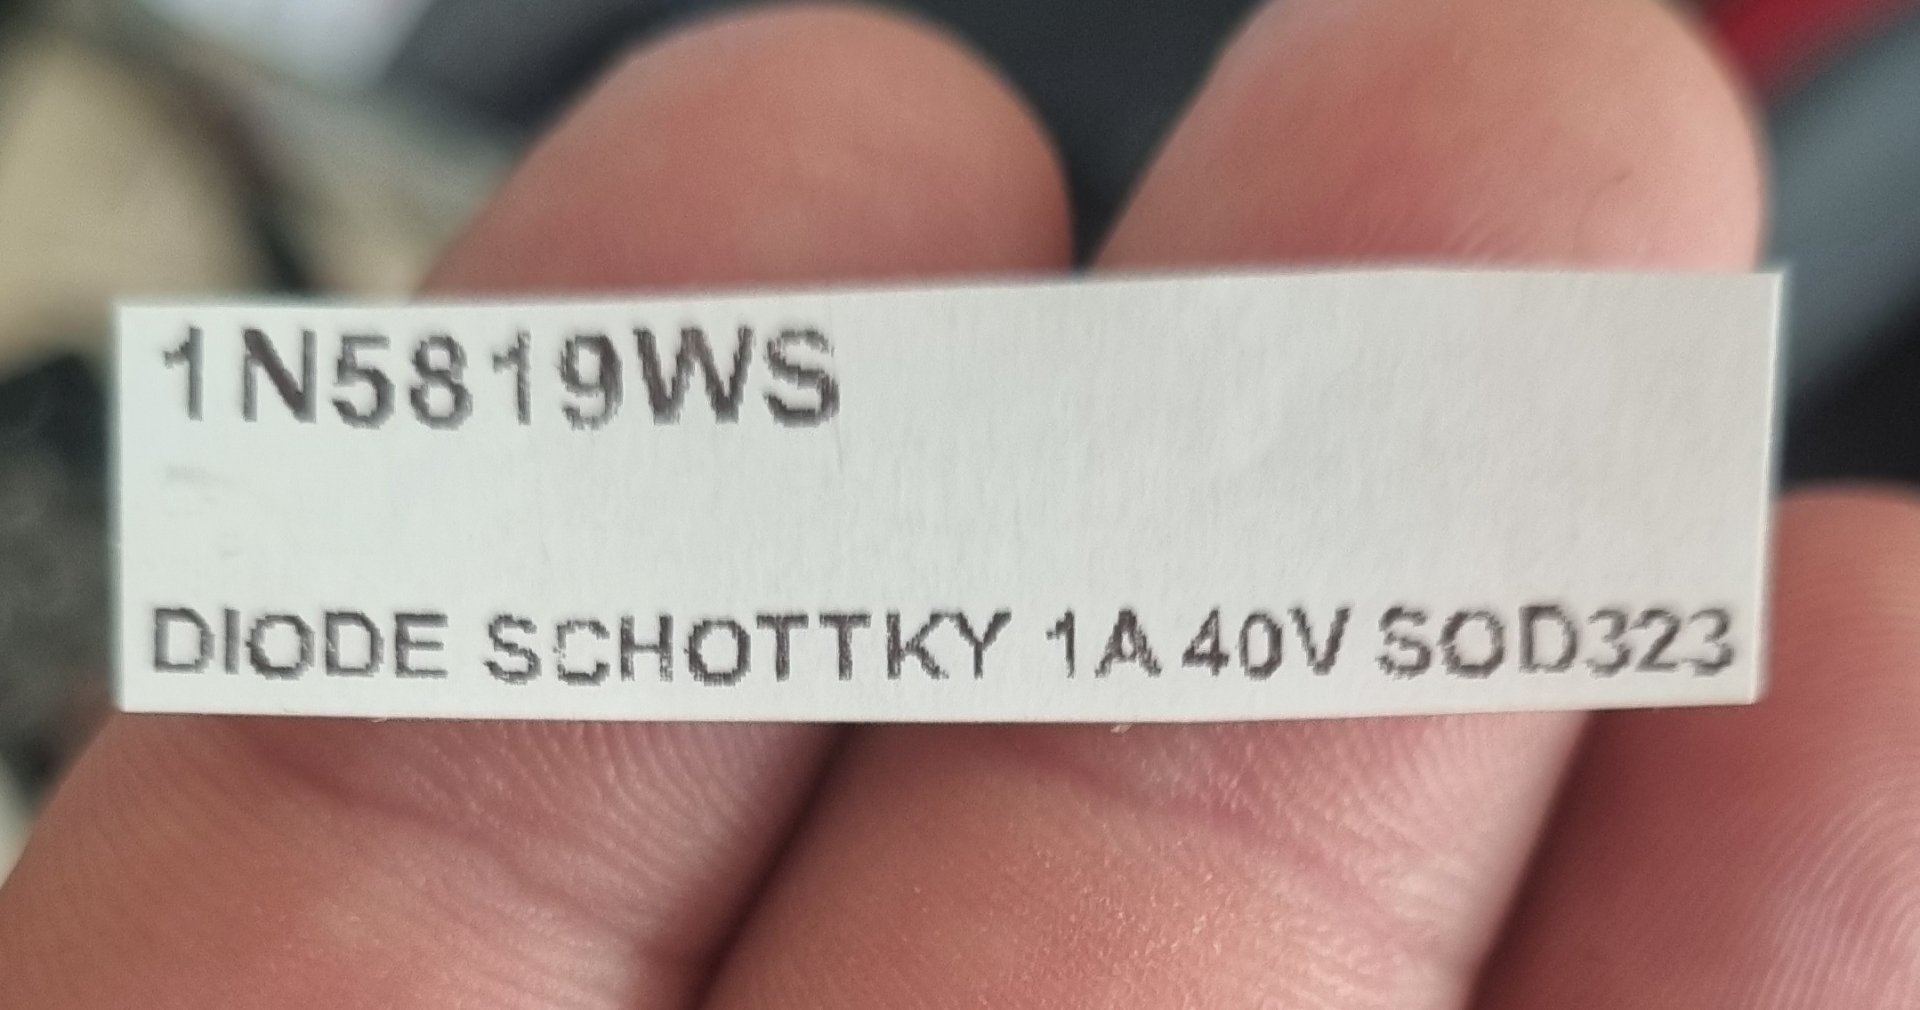 1N5819WS
DIODE SCHOTTKY 1A 40V SOD323